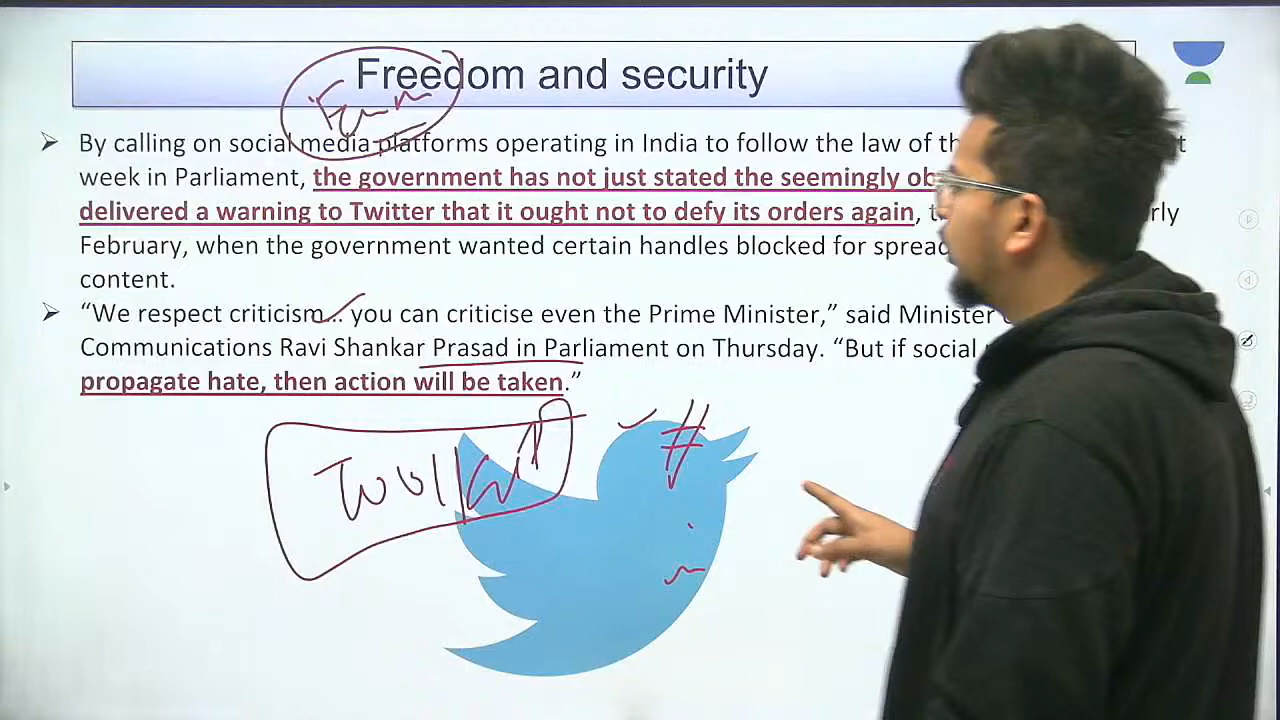 Freedom and security
By calling on social media platforms operating in India to follow the law of
week in Parliament, the government has not just stated the seemingly
delivered a warning to Twitter that it ought not to defy its orders again,
February, when the government wanted certain handles blocked for
content.
“We respect criticism... you can criticise even the Prime Minister,” said Minister
Communications Ravi Shankar Prasad in Parliament on Thursday. “But if social
propagate hate, then action will be taken.”
#
Toolkit